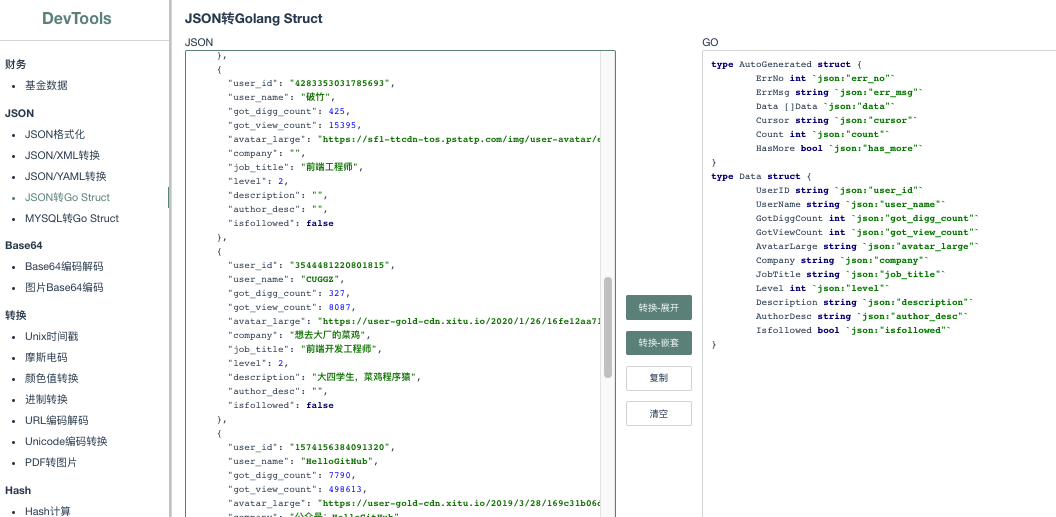 DevTools
财务
基金数据
JSON
JSON格式化
JSON/XML转换
JSON/YAML转换
JSON转Go Struct
MYSQL转Go Struct
Base64
Base64编码解码
图片Base64编码
转换
Unix时间戳
摩斯电码
颜色值转换
进制转换
URL编码解码
Unicode编码转换
PDF转图片
Hash
Hash计算
JSON转Golang Struct
JSON
},
{
"user_id": "4283353031785693",
"user_name": "破竹",
"got_digg_count": 425,
"got_view_count": 15395,
"avatar_large": "https://sf1-ttcdn-tos.pstatp.com/img/user-avatar/
"company": "",
"job_title": "前端工程师",
"level": 2,
"description": "",
"author_desc": "",
"isfollowed": false
},
{
"user_id": "3544481220801815",
"user_name": "CUGGZ",
"got_digg_count": 327,
"got_view_count": 8087,
"avatar_large": "https://user-gold-cdn.xitu.io/2020/1/26/16fe12aa71
"company": "想去大厂的菜鸡",
"job_title": "前端开发工程师",
"level": 2,
"description": "大四学生，菜鸡程序猿",
"author_desc": "",
"isfollowed": false
},
{
"user_id": "1574156384091320",
"user_name": "HelloGitHub",
"got_digg_count": 7790,
"got_view_count": 498613,
"avatar_large": "https://user-gold-cdn.xitu.io/2019/3/28/169c31b06
"company": "公众号: HelloGitHub"
转换-展开
转换-嵌套
复制
清空
GO
type AutoGenerated struct {
ErrNo int `json:"err_no"`
ErrMsg string `json:"err_msg"`
Data []Data `json:"data"`
Cursor string `json:"cursor"`
Count int `json:"count"`
HasMore bool `json:"has_more"`
}
type Data struct {
UserID string `json:"user_id"`
UserName string `json:"user_name"`
GotDiggCount int `json:"got_digg_count"`
GotViewCount int `json:"got_view_count"`
AvatarLarge string `json:"avatar_large"`
Company string `json:"company"`
JobTitle string `json:"job_title"`
Level int `json:"level"`
Description string `json:"description"`
AuthorDesc string `json:"author_desc"`
Isfollowed bool `json:"isfollowed"`
}